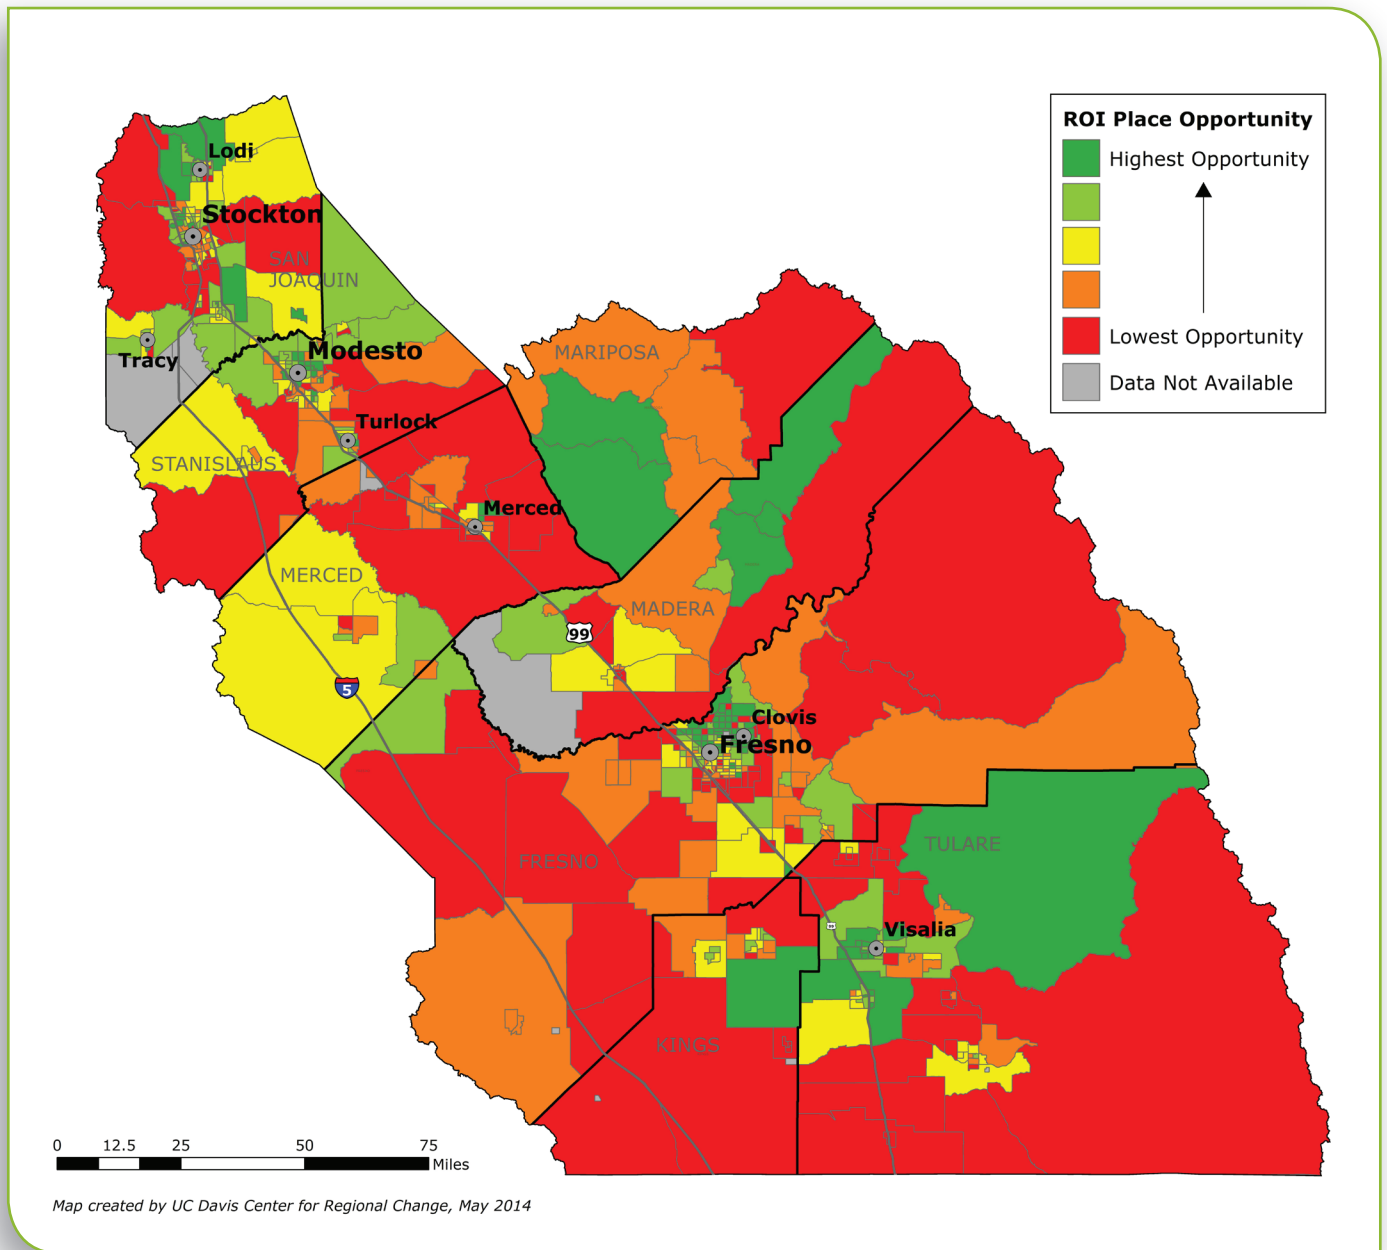 ROI Place Opportunity
Highest Opportunity
Lowest Opportunity
Data Not Available
Lodi
Stockton
SAN
JOAQUIN
Tracy
Modesto
MARIPOSA
Turlock
STANISLAUS
Merced
MERCED
MADERA
99
5
Clovis
Fresno
TULARE
FRESNO
Visalia
KINGS
0 12.5 25 50 75
Miles
Map created by UC Davis Center for Regional Change, May 2014